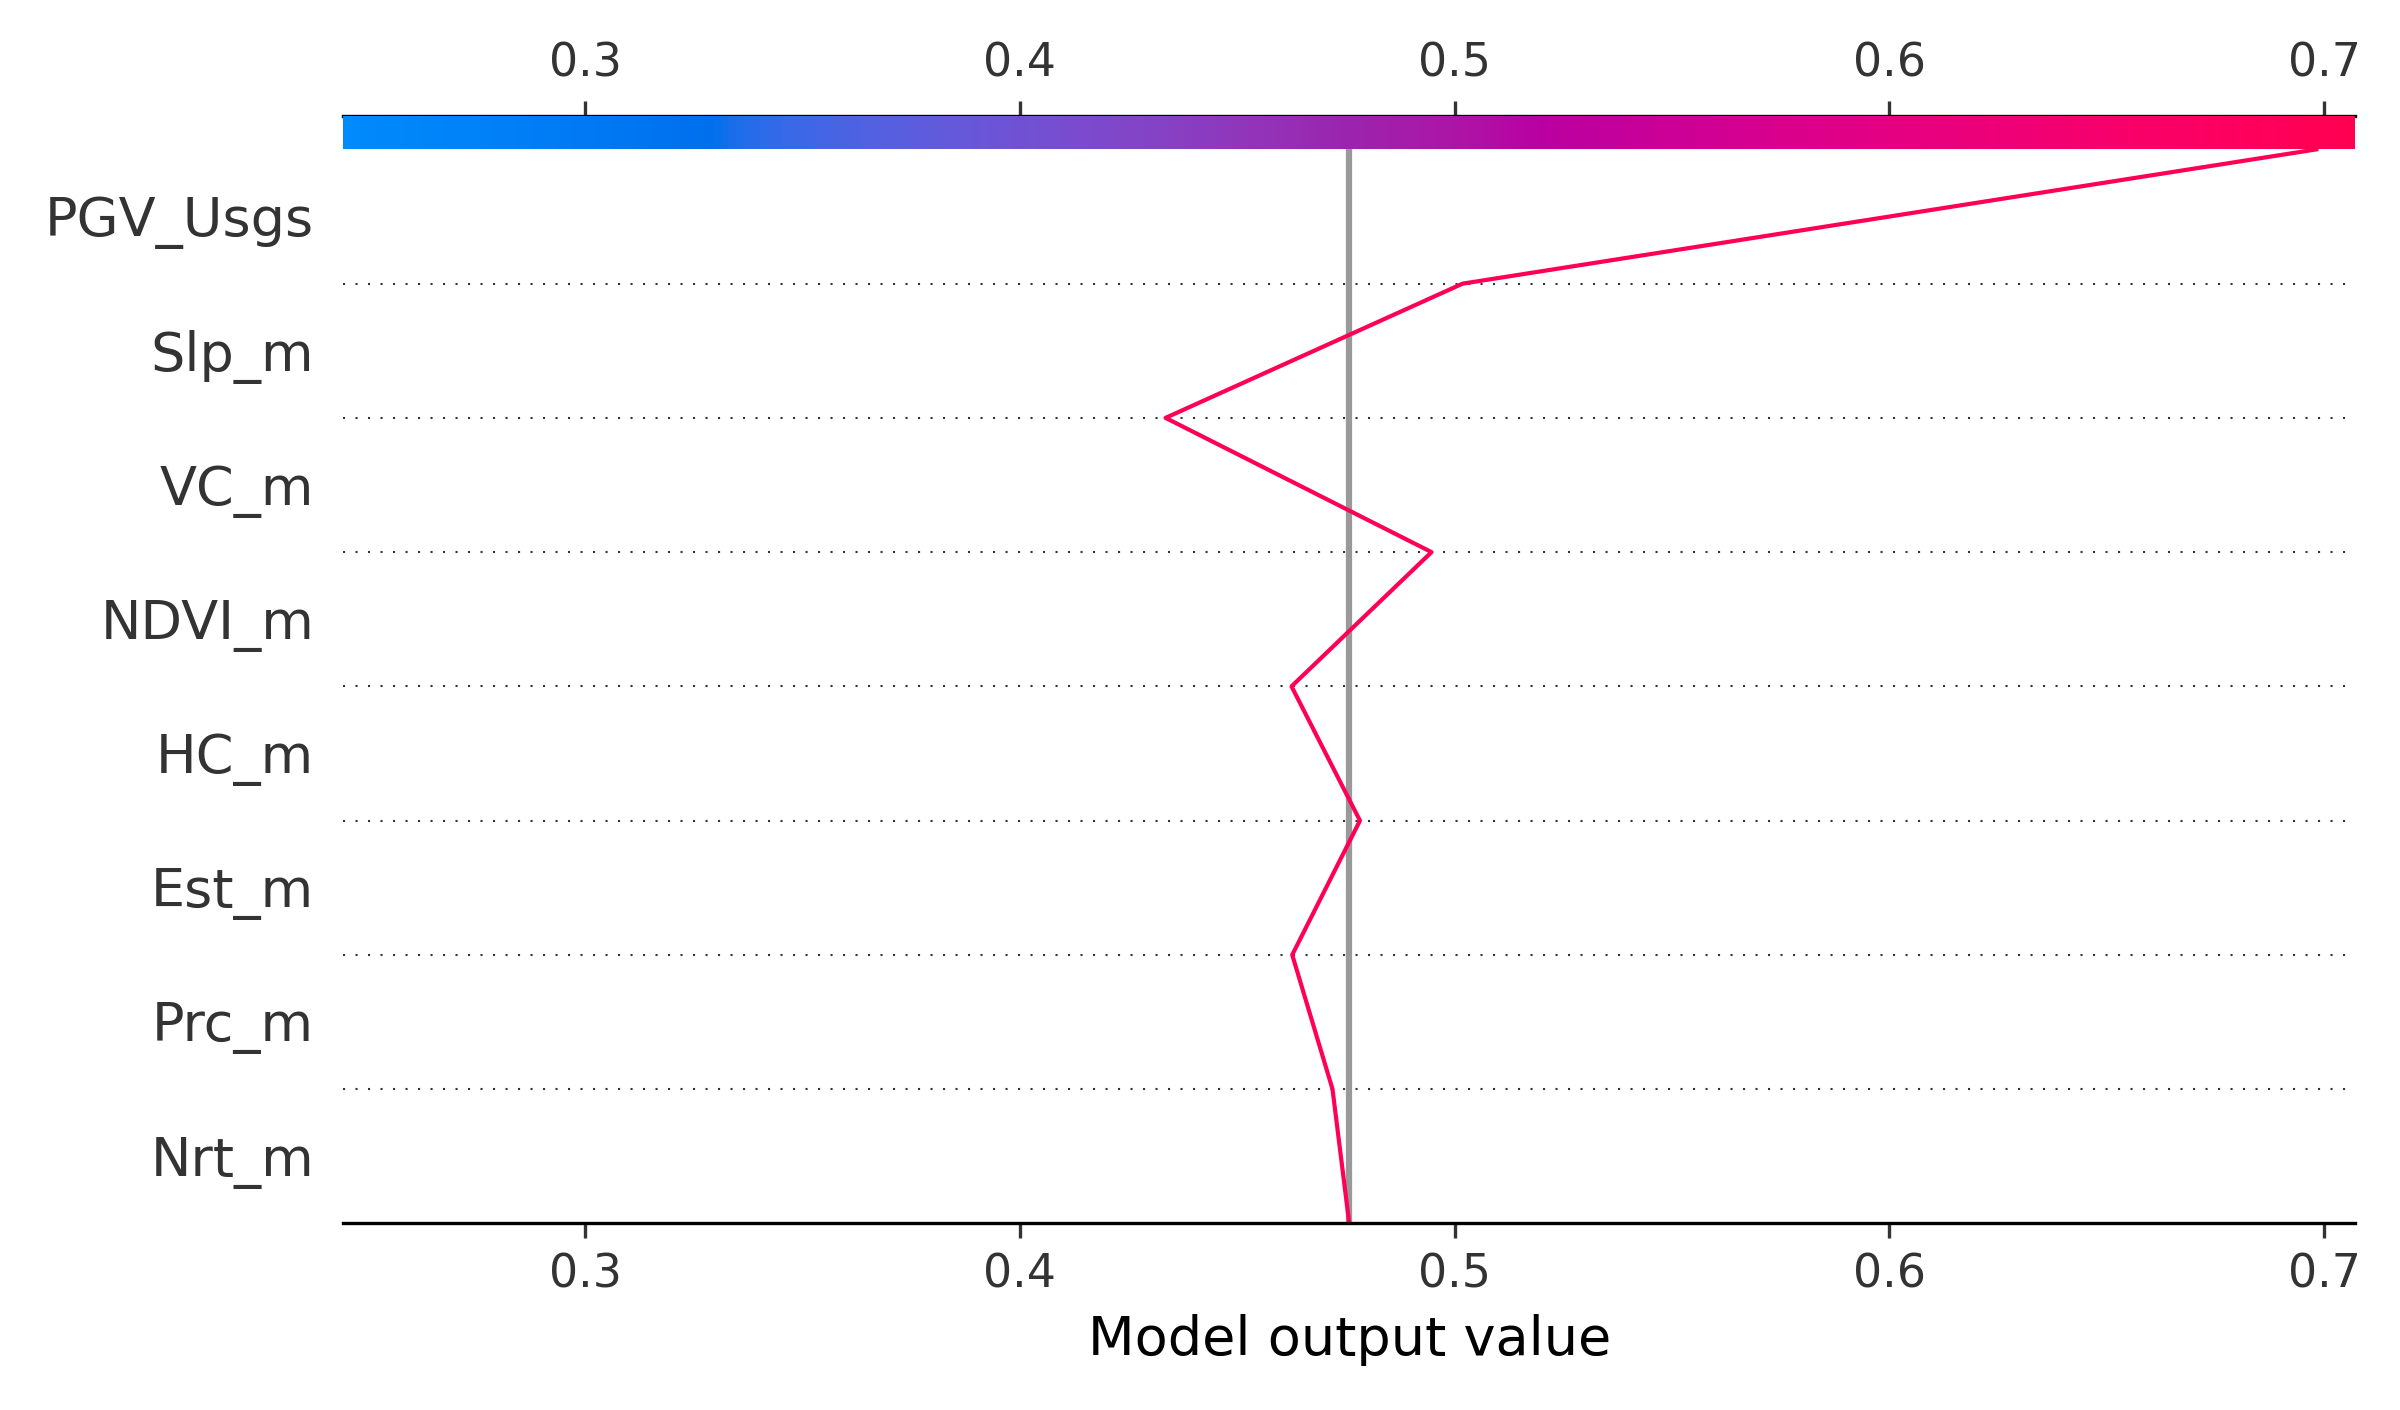 0.3 0.4 0.5 0.6 0.7
PGV_Usgs
Slp_m
VC_m
NDVI_m
HC_m
Est_m
Prc_m
Nrt_m
0.3 0.4 0.5 0.6 0.7
Model output value